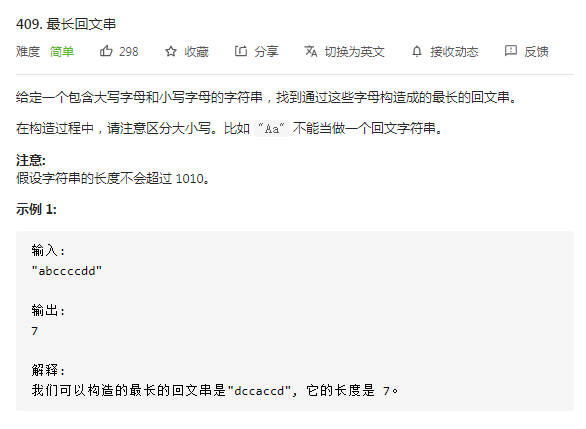 409. 最长回文串
难度 简单 298 收藏 分享 切换为英文 接收动态 反馈
给定一个包含大写字母和小写字母的字符串，找到通过这些字母构造成的最长的回文串。
在构造过程中，请注意区分大小写。比如 "Aa" 不能当做一个回文字符串。
注意:
假设字符串的长度不会超过 1010。
示例 1:
输入:
"abccccdd"
输出:
7
解释:
我们可以构造的最长的回文串是"dccaccd", 它的长度是 7。